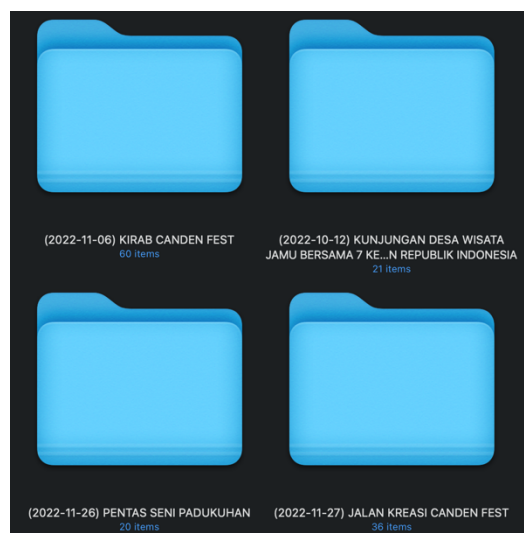 (2022-11-06) KIRAB CANDEN FEST
60 items
(2022-10-12) KUNJUNGAN DESA WISATA
JAMU BERSAMA 7 KE...N REPUBLIK INDONESIA
21 items
(2022-11-26) PENTAS SENI PADUKUHAN
20 items
(2022-11-27) JALAN KREASI CANDEN FEST
36 items